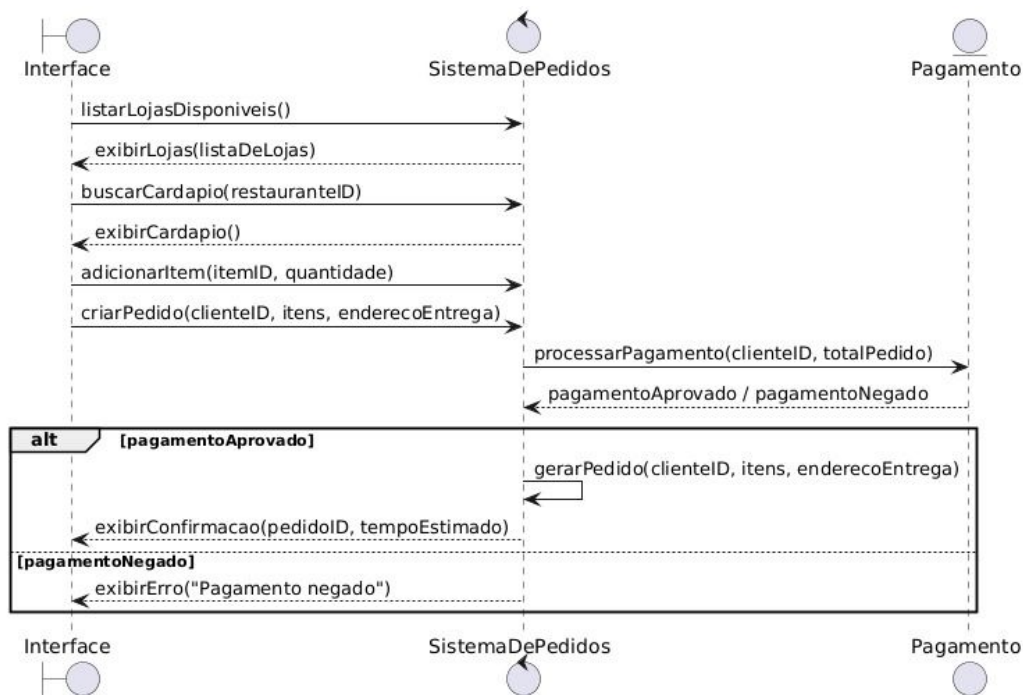 Interface
SistemaDePedidos
Pagamento
listarLojasDisponiveis()
exibirLojas(listaDeLojas)
buscarCardapio(restauranteID)
exibirCardapio()
adicionarItem(itemID, quantidade)
criarPedido(clienteID, itens, enderecoEntrega)
processarPagamento(clienteID, totalPedido)
pagamentoAprovado / pagamentoNegado
alt [pagamentoAprovado]
gerarPedido(clienteID, itens, enderecoEntrega)
exibirConfirmacao(pedidoID, tempoEstimado)
[pagamentoNegado]
exibirErro("Pagamento negado")
Interface
SistemaDePedidos
Pagamento